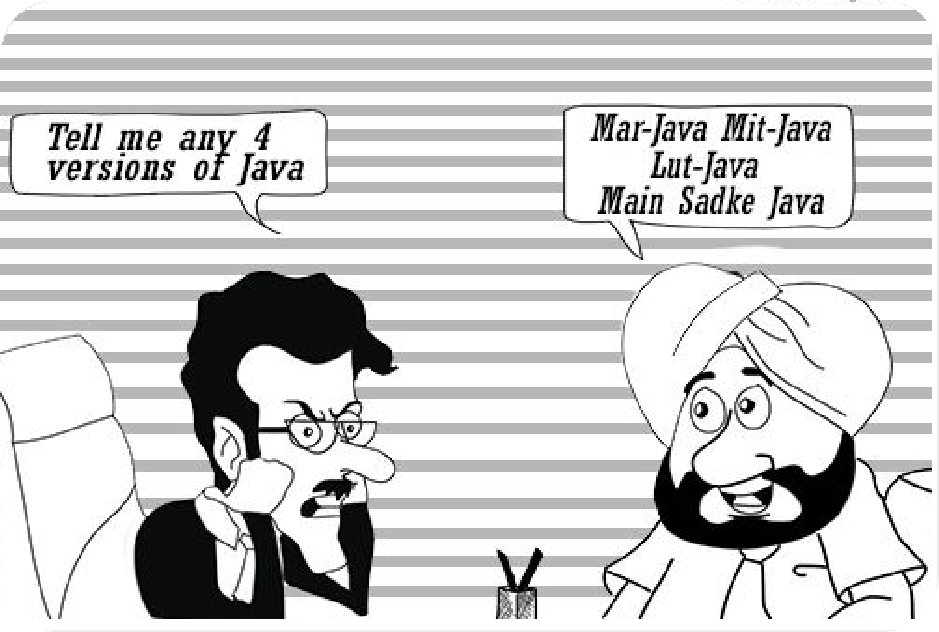 Tell me any 4
versions of Java
Mar-Java Mit-Java
Lut-Java
Main Sadke Java